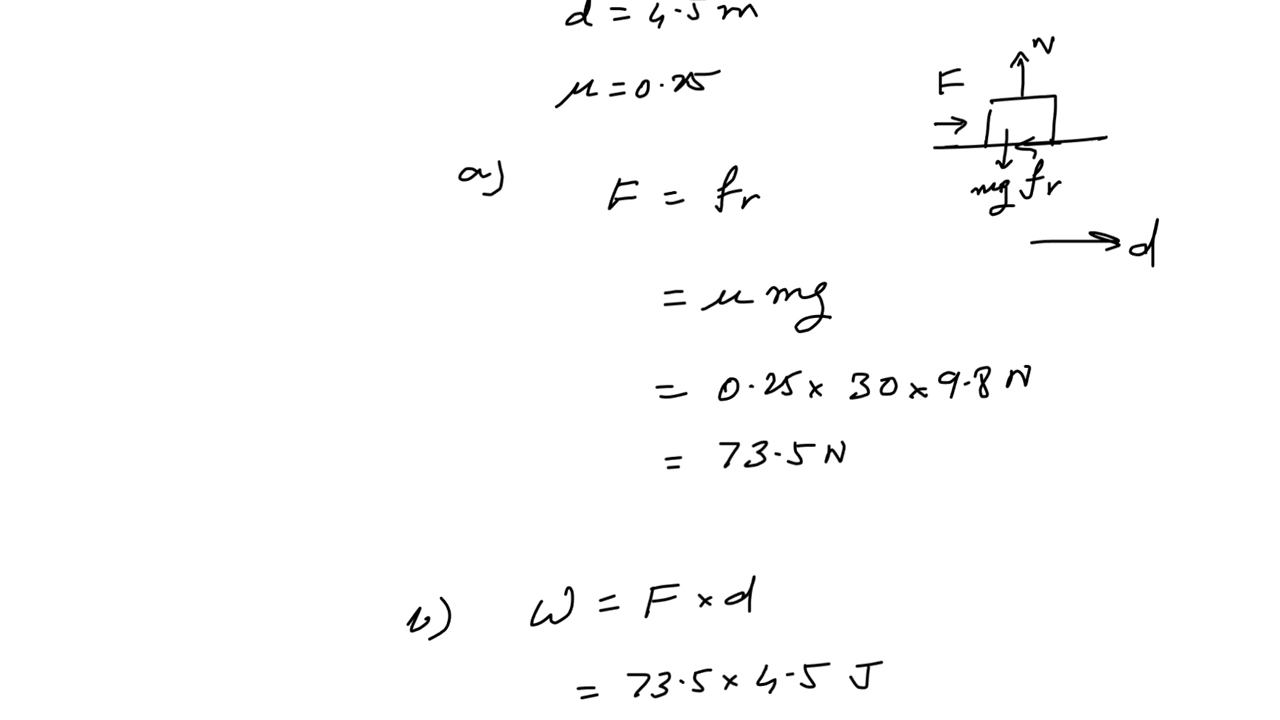 d = 4.5 m
μ = 0.25
N
F
mg fr
d
a) F = fr
= μ mg
= 0.25 × 30 × 9.8 N
= 73.5 N
b) W = F × d
= 73.5 × 4.5 J